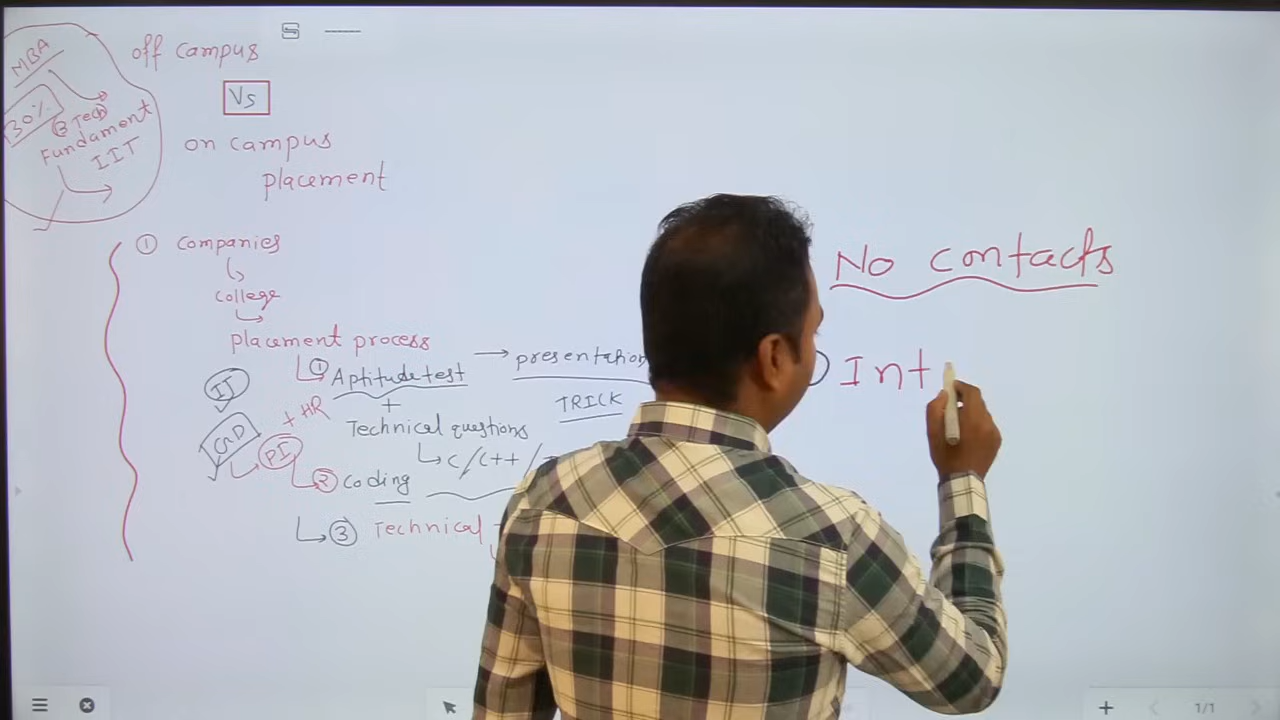 MBA
30%
B Tech
Fundament
IIT
off campus
Vs
on campus
placement
① Companies
college
placement process
① Aptitude test → presentation
+
TRICK
Technical questions
C/C++/
IT
GD
PI
+ HR
② coding
③ Technical
No contacts
Int
1/1